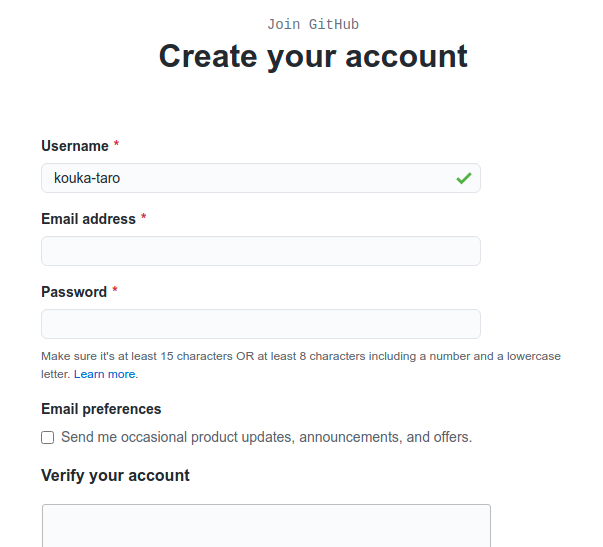 Join GitHub
Create your account
Username *
kouka-taro
Email address *
Password *
Make sure it's at least 15 characters OR at least 8 characters including a number and a lowercase
letter. Learn more.
Email preferences
Send me occasional product updates, announcements, and offers.
Verify your account